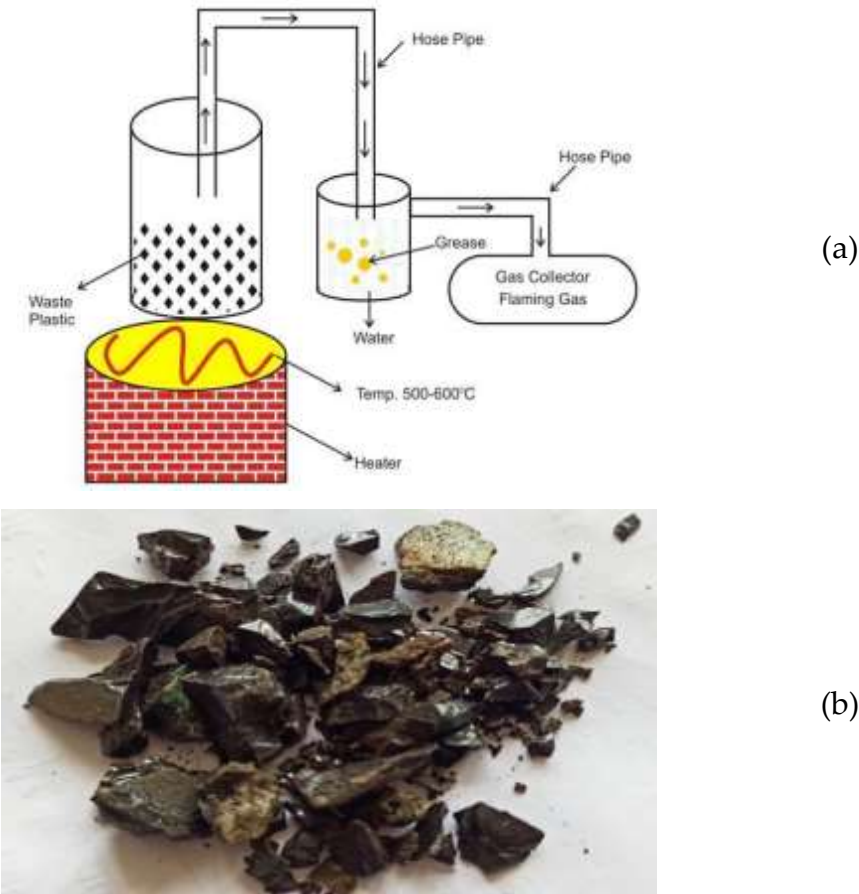 Hose Pipe
Hose Pipe
(a)
Grease
Gas Collector
Flaming Gas
Waste
Plastic
Water
Temp. 500-600°C
Heater
(b)